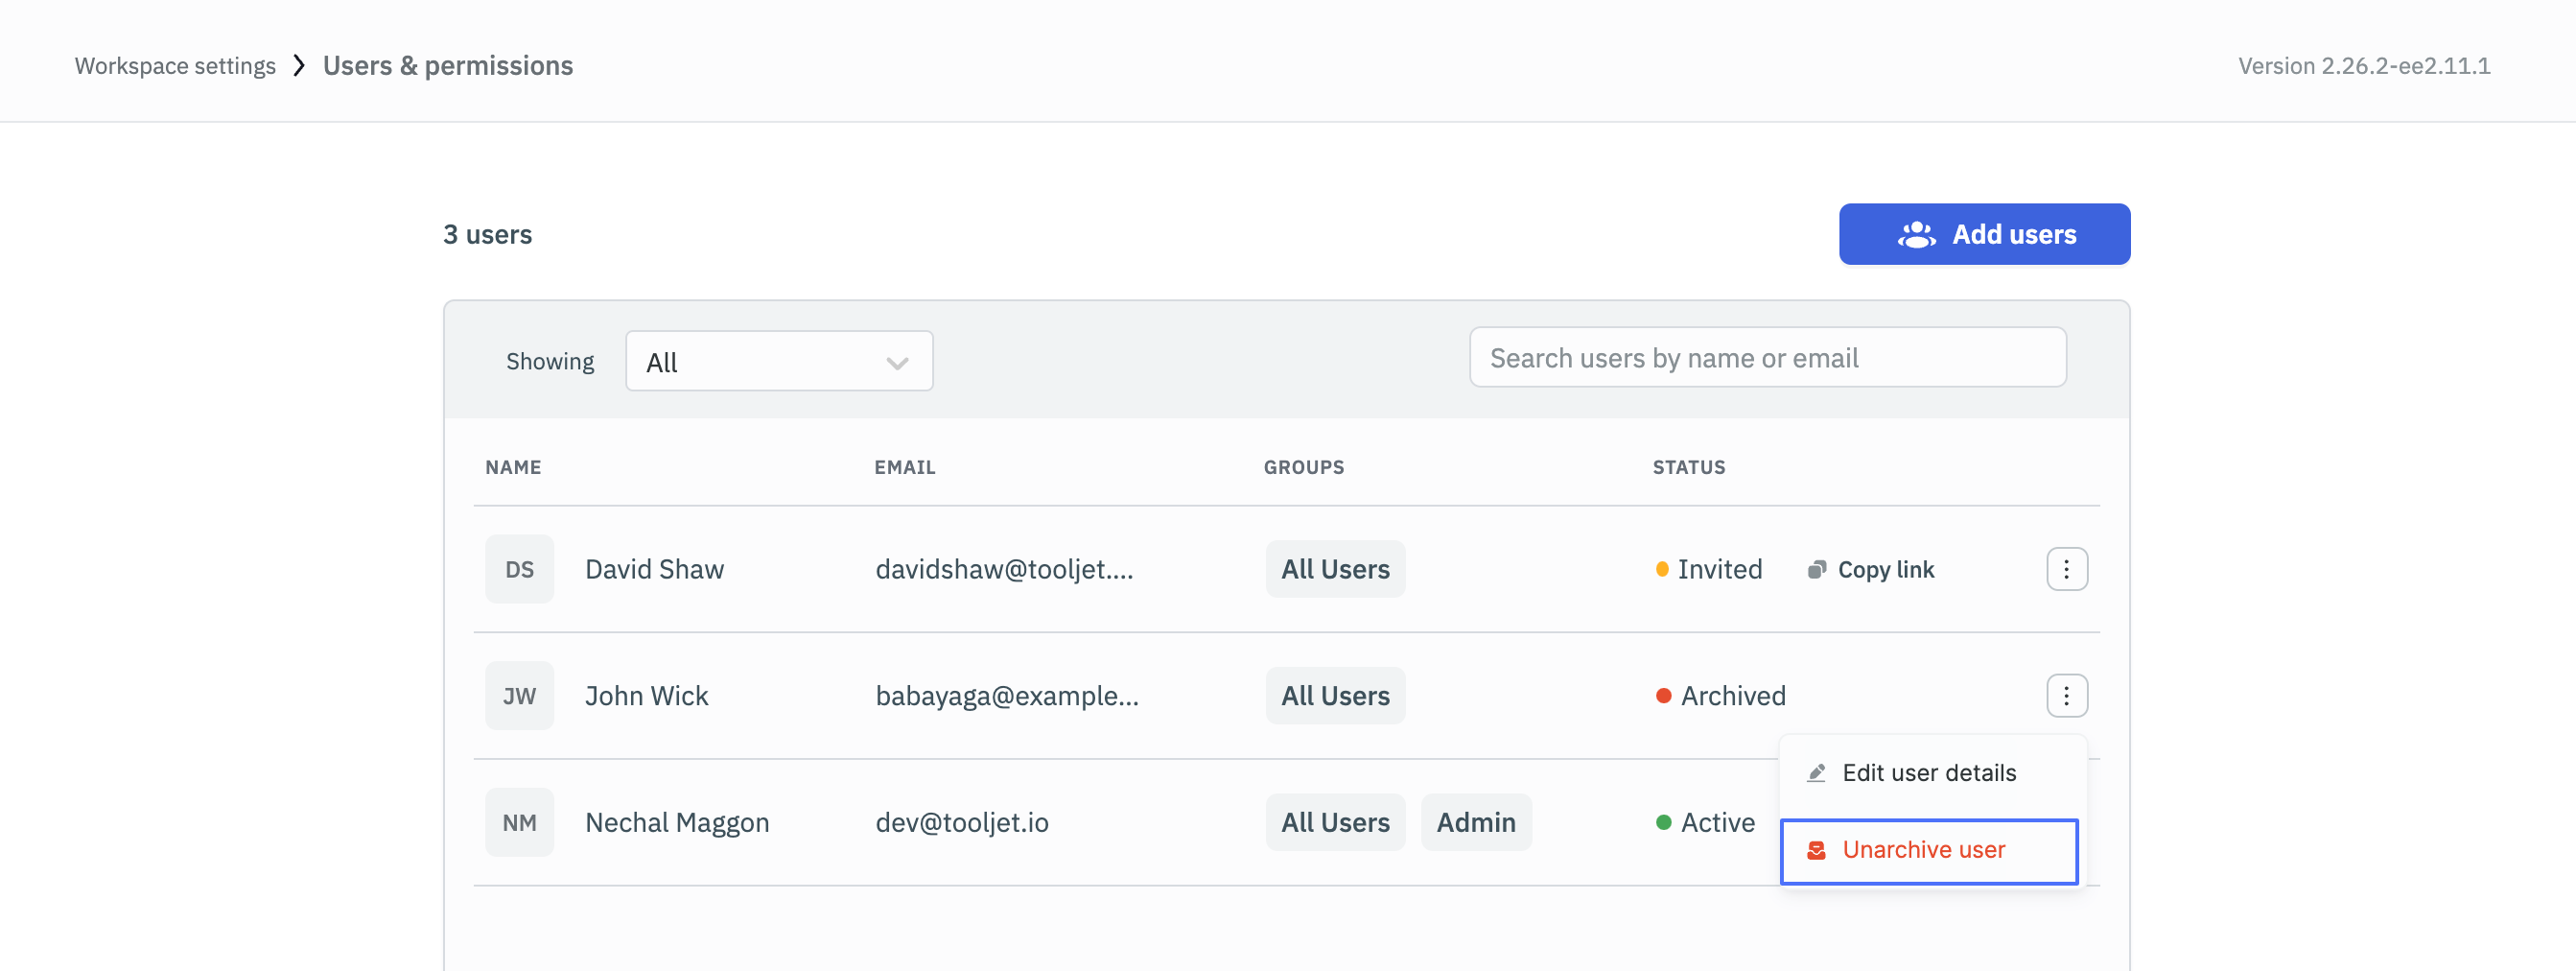 Workspace settings > Users & permissions
Version 2.26.2-ee2.11.1
3 users
Add users
Showing All
Search users by name or email
NAME EMAIL GROUPS STATUS
DS David Shaw davidshaw@tooljet.... All Users Invited Copy link
JW John Wick babayaga@example... All Users Archived
Edit user details
NM Nechal Maggon dev@tooljet.io All Users Admin Active
Unarchive user